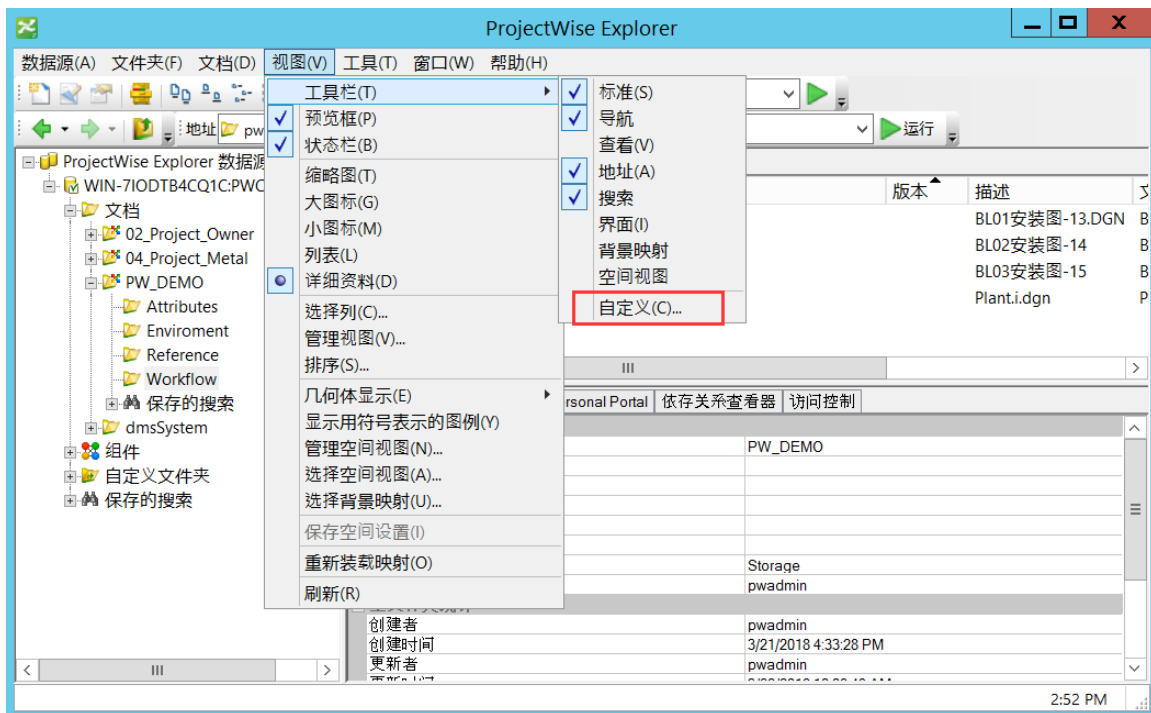 ProjectWise Explorer
数据源(A) 文件夹(F) 文档(D) 视图(V) 工具(T) 窗口(W) 帮助(H)
地址 pw
运行
工具栏(T)
预览框(P)
状态栏(B)
缩略图(T)
大图标(G)
小图标(M)
列表(L)
详细资料(D)
选择列(C)...
管理视图(V)...
排序(S)...
几何体显示(E)
显示用符号表示的图例(Y)
管理空间视图(N)...
选择空间视图(A)...
选择背景映射(U)...
保存空间设置(I)
重新装载映射(O)
刷新(R)
标准(S)
导航
查看(V)
地址(A)
搜索
界面(I)
背景映射
空间视图
自定义(C)...
ProjectWise Explorer 数据源
WIN-7IODTB4CQ1C:PWC
文档
02_Project_Owner
04_Project_Metal
PW_DEMO
Attributes
Enviroment
Reference
Workflow
保存的搜索
dmsSystem
组件
自定义文件夹
保存的搜索
版本 描述
BL01安装图-13.DGN B
BL02安装图-14 B
BL03安装图-15 B
Plant.i.dgn P
rsonal Portal 依存关系查看器 访问控制
PW_DEMO
Storage
pwadmin
创建者 pwadmin
创建时间 3/21/2018 4:33:28 PM
更新者 pwadmin
2:52 PM